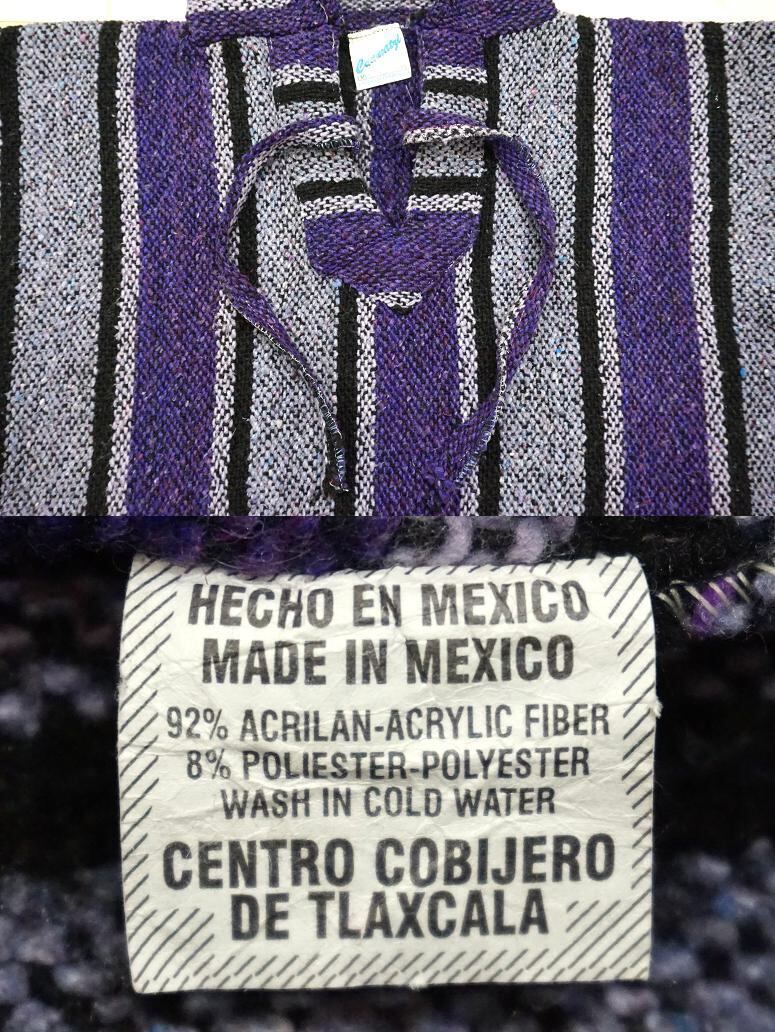 HECHO EN MEXICO
MADE IN MEXICO
92% ACRILAN-ACRYLIC FIBER
8% POLIESTER-POLYESTER
WASH IN COLD WATER
CENTRO COBIJERO
DE TLAXCALA